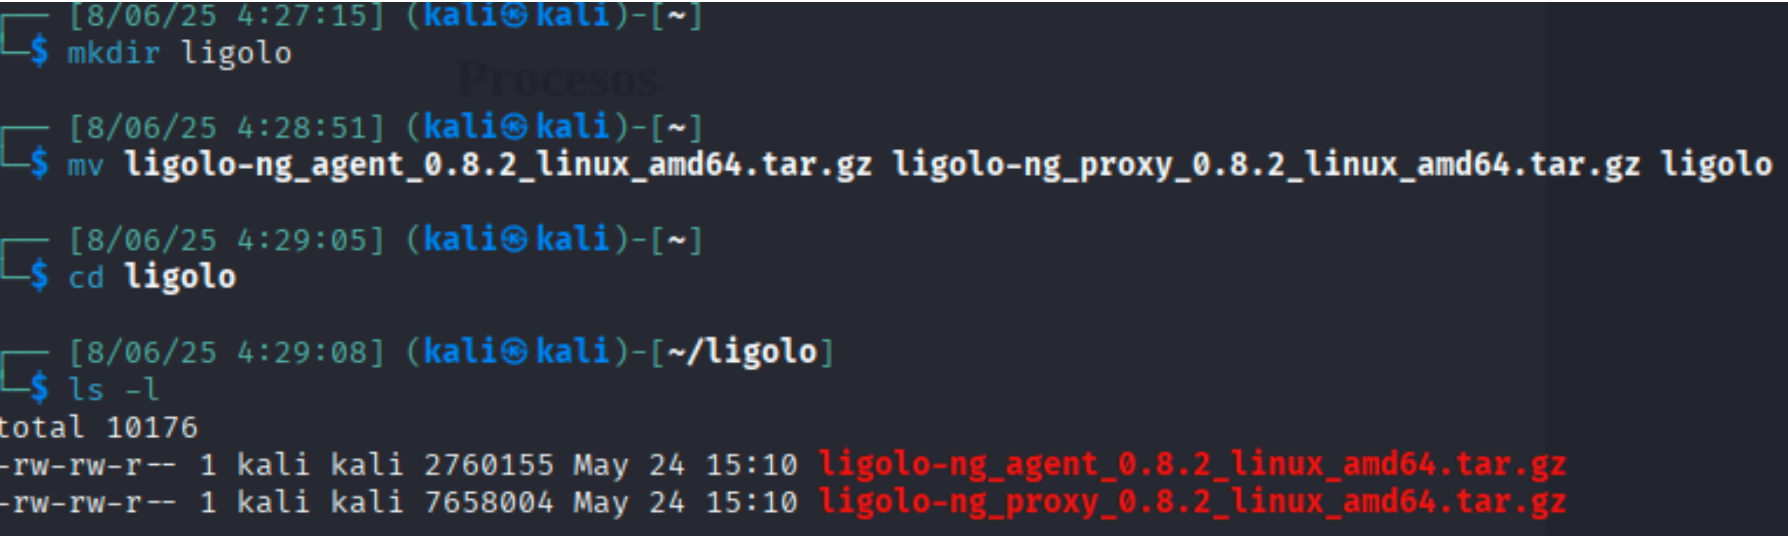 ┌── [8/06/25 4:27:15] (kali㉿kali)-[~]
└─$ mkdir ligolo
Procesos
┌── [8/06/25 4:28:51] (kali㉿kali)-[~]
└─$ mv ligolo-ng_agent_0.8.2_linux_amd64.tar.gz ligolo-ng_proxy_0.8.2_linux_amd64.tar.gz ligolo
┌── [8/06/25 4:29:05] (kali㉿kali)-[~]
└─$ cd ligolo
┌── [8/06/25 4:29:08] (kali㉿kali)-[~/ligolo]
└─$ ls -l
total 10176
-rw-rw-r-- 1 kali kali 2760155 May 24 15:10 ligolo-ng_agent_0.8.2_linux_amd64.tar.gz
-rw-rw-r-- 1 kali kali 7658004 May 24 15:10 ligolo-ng_proxy_0.8.2_linux_amd64.tar.gz